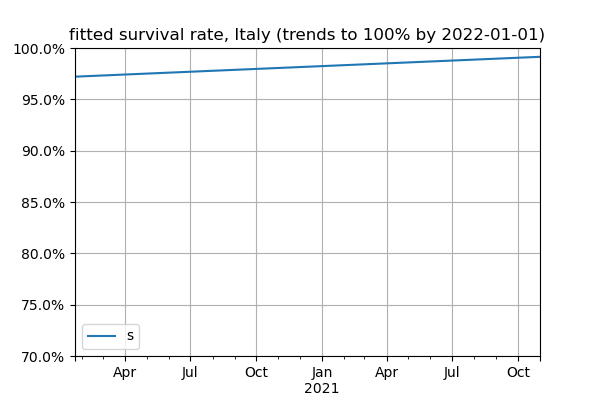 fitted survival rate, Italy (trends to 100% by 2022-01-01)
100.0%
95.0%
90.0%
85.0%
80.0%
75.0%
70.0%
s
Apr Jul Oct Jan Apr Jul Oct
2021